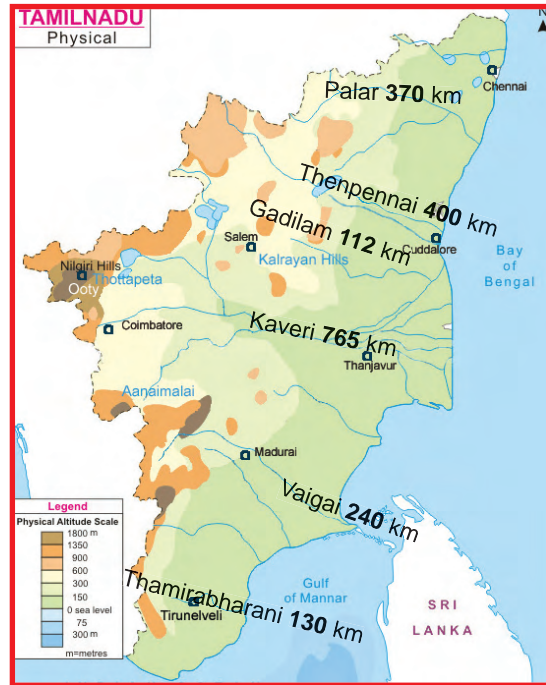 TAMILNADU
Physical
N
Chennai
Palar 370 km
Thenpennai 400 km
Gadilam 112 km
Salem
Cuddalore
Kalrayan Hills
Bay
of
Bengal
Nilgiri Hills
Thottapeta
Ooty
Coimbatore
Kaveri 765 km
Thanjavur
Aanaimalai
Madurai
Vaigai 240 km
Legend
Physical Altitude Scale
1800 m
1350
900
600
300
150
0 sea level
75
300 m
m=metres
Thamirabharani 130 km
Tirunelveli
Gulf
of Mannar
SRI
LANKA